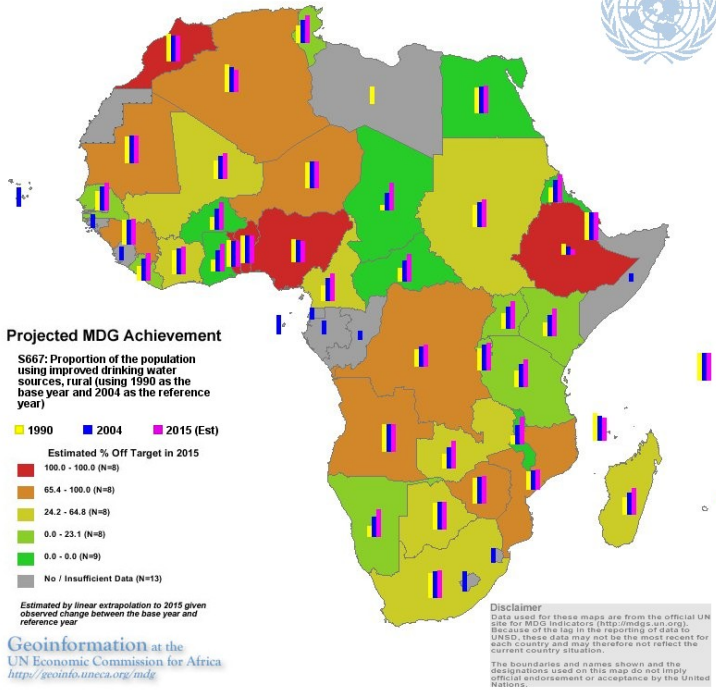 Projected MDG Achievement
S667: Proportion of the population
using improved drinking water
sources, rural (using 1990 as the
base year and 2004 as the reference
year)
1990 2004 2015 (Est)
Estimated % Off Target in 2015
100.0 - 100.0 (N=8)
65.4 - 100.0 (N=8)
24.2 - 64.8 (N=8)
0.0 - 23.1 (N=8)
0.0 - 0.0 (N=9)
No / Insufficient Data (N=13)
Estimated by linear extrapolation to 2015 given
observed change between the base year and
reference year
Geoinformation at the
UN Economic Commission for Africa
http://geoinfo.uneca.org/mdg
Disclaimer
Data used for these maps are from the official UN
site for MDG Indicators (http://mdgs.un.org).
Because of the lag in the reporting of data to
UNSD, these data may not be the most recent for
each country and may therefore not reflect the
current country situation.
The boundaries and names shown and the
designations used on this map do not imply
official endorsement or acceptance by the United
Nations.